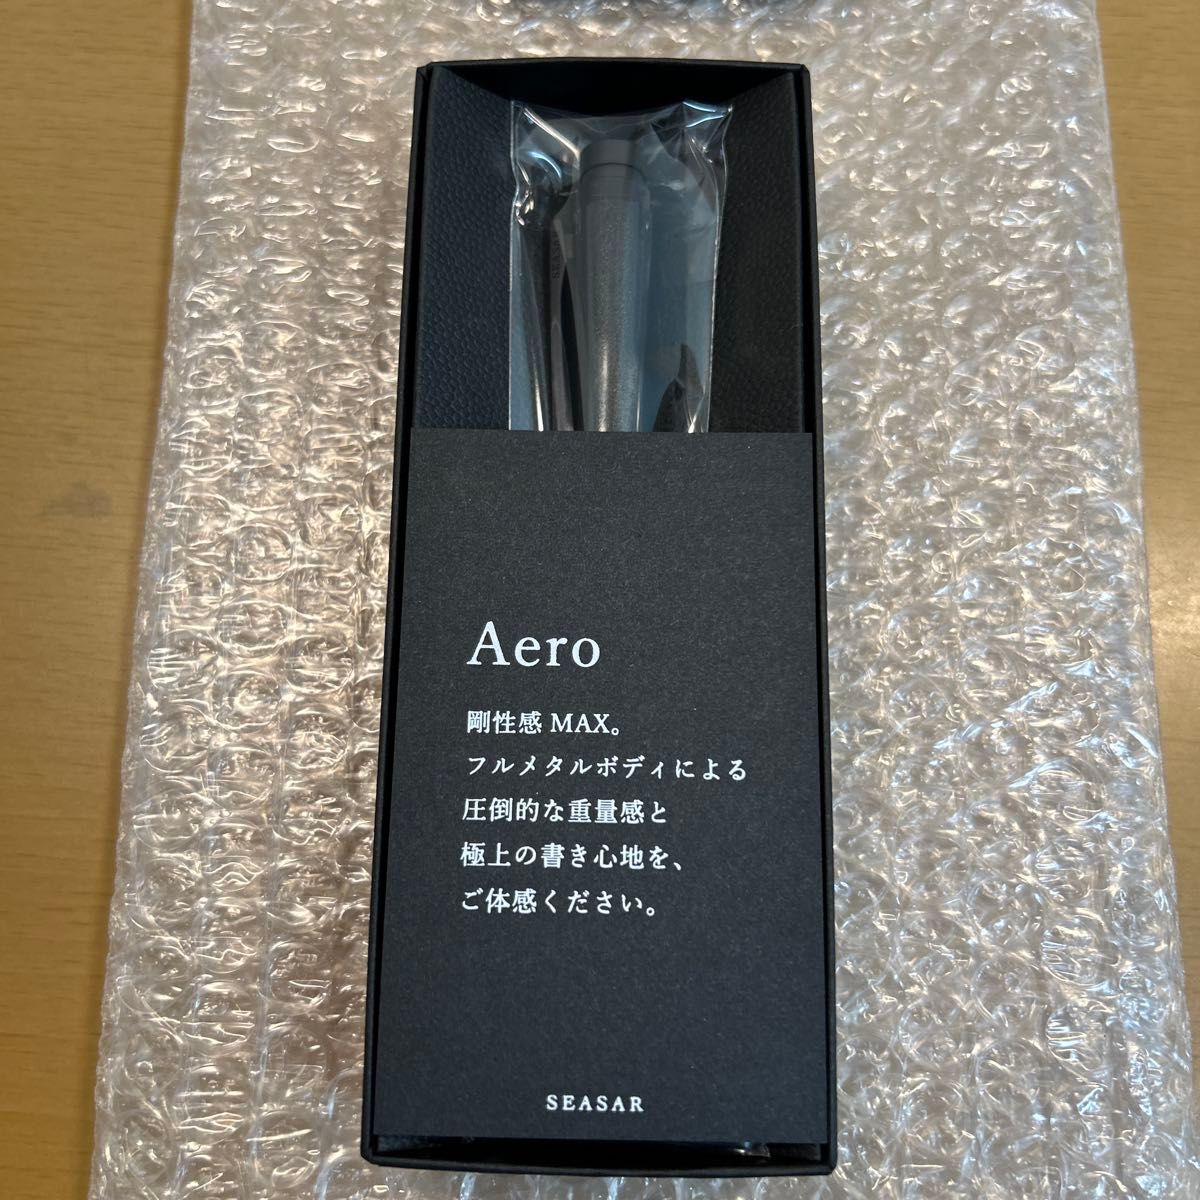 Aero
剛性感 MAX。
フルメタルボディによる
圧倒的な重量感と
極上の書き心地を、
ご体感ください。
SEASAR